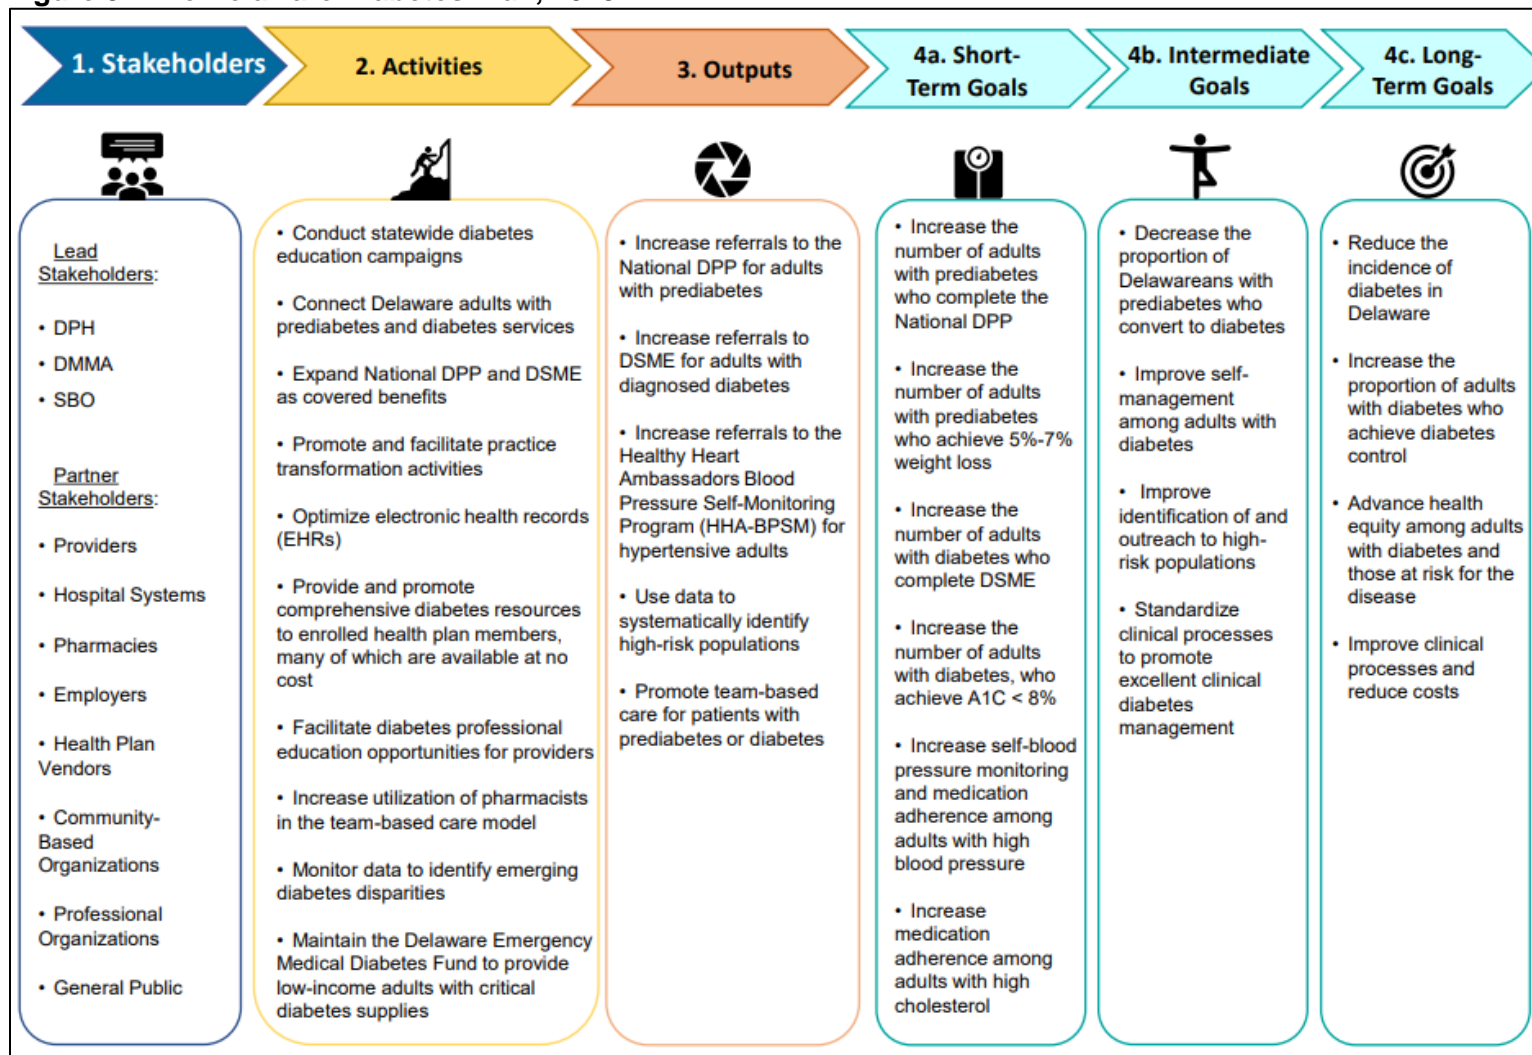 1. Stakeholders
2. Activities
3. Outputs
4a. Short-
Term Goals
4b. Intermediate
Goals
4c. Long-
Term Goals
Lead
Stakeholders:
• DPH
• DMMA
• SBO
Partner
Stakeholders:
• Providers
• Hospital Systems
• Pharmacies
• Employers
• Health Plan
Vendors
• Community-
Based
Organizations
• Professional
Organizations
• General Public
• Conduct statewide diabetes
education campaigns
• Connect Delaware adults with
prediabetes and diabetes services
• Expand National DPP and DSME
as covered benefits
• Promote and facilitate practice
transformation activities
• Optimize electronic health records
(EHRs)
• Provide and promote
comprehensive diabetes resources
to enrolled health plan members,
many of which are available at no
cost
• Facilitate diabetes professional
education opportunities for providers
• Increase utilization of pharmacists
in the team-based care model
• Monitor data to identify emerging
diabetes disparities
• Maintain the Delaware Emergency
Medical Diabetes Fund to provide
low-income adults with critical
diabetes supplies
• Increase referrals to the
National DPP for adults
with prediabetes
• Increase referrals to
DSME for adults with
diagnosed diabetes
• Increase referrals to the
Healthy Heart
Ambassadors Blood
Pressure Self-Monitoring
Program (HHA-BPSM) for
hypertensive adults
• Use data to
systematically identify
high-risk populations
• Promote team-based
care for patients with
prediabetes or diabetes
• Increase the
number of adults
with prediabetes
who complete the
National DPP
• Increase the
number of adults
with prediabetes
who achieve 5%-7%
weight loss
• Increase the
number of adults
with diabetes who
complete DSME
• Increase the
number of adults
with diabetes, who
achieve A1C < 8%
• Increase self-blood
pressure monitoring
and medication
adherence among
adults with high
blood pressure
• Increase
medication
adherence among
adults with high
cholesterol
• Decrease the
proportion of
Delawareans with
prediabetes who
convert to diabetes
• Improve self-
management
among adults with
diabetes
• Improve
identification of and
outreach to high-
risk populations
• Standardize
clinical processes
to promote
excellent clinical
diabetes
management
• Reduce the
incidence of
diabetes in
Delaware
• Increase the
proportion of adults
with diabetes who
achieve diabetes
control
• Advance health
equity among adults
with diabetes and
those at risk for the
disease
• Improve clinical
processes and
reduce costs